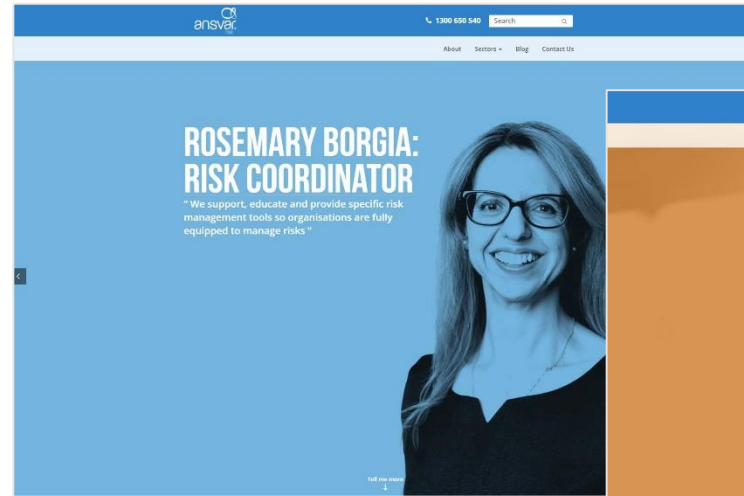 ansvar
1300 650 540
Search
About
Sectors
Blog
Contact Us
ROSEMARY BORGIA:
RISK COORDINATOR
“ We support, educate and provide specific risk
management tools so organisations are fully
equipped to manage risks ”
Tell me more